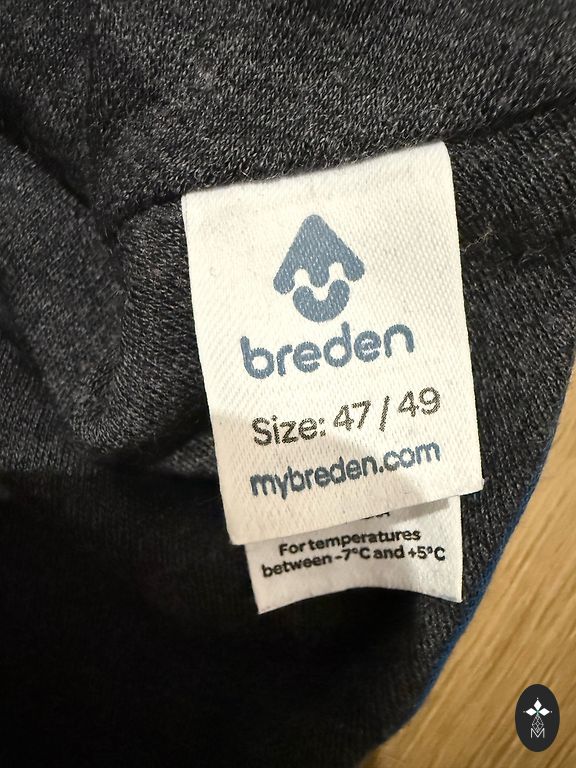 breden
Size: 47 / 49
mybreden.com
For temperatures
between -7°C and +5°C
M